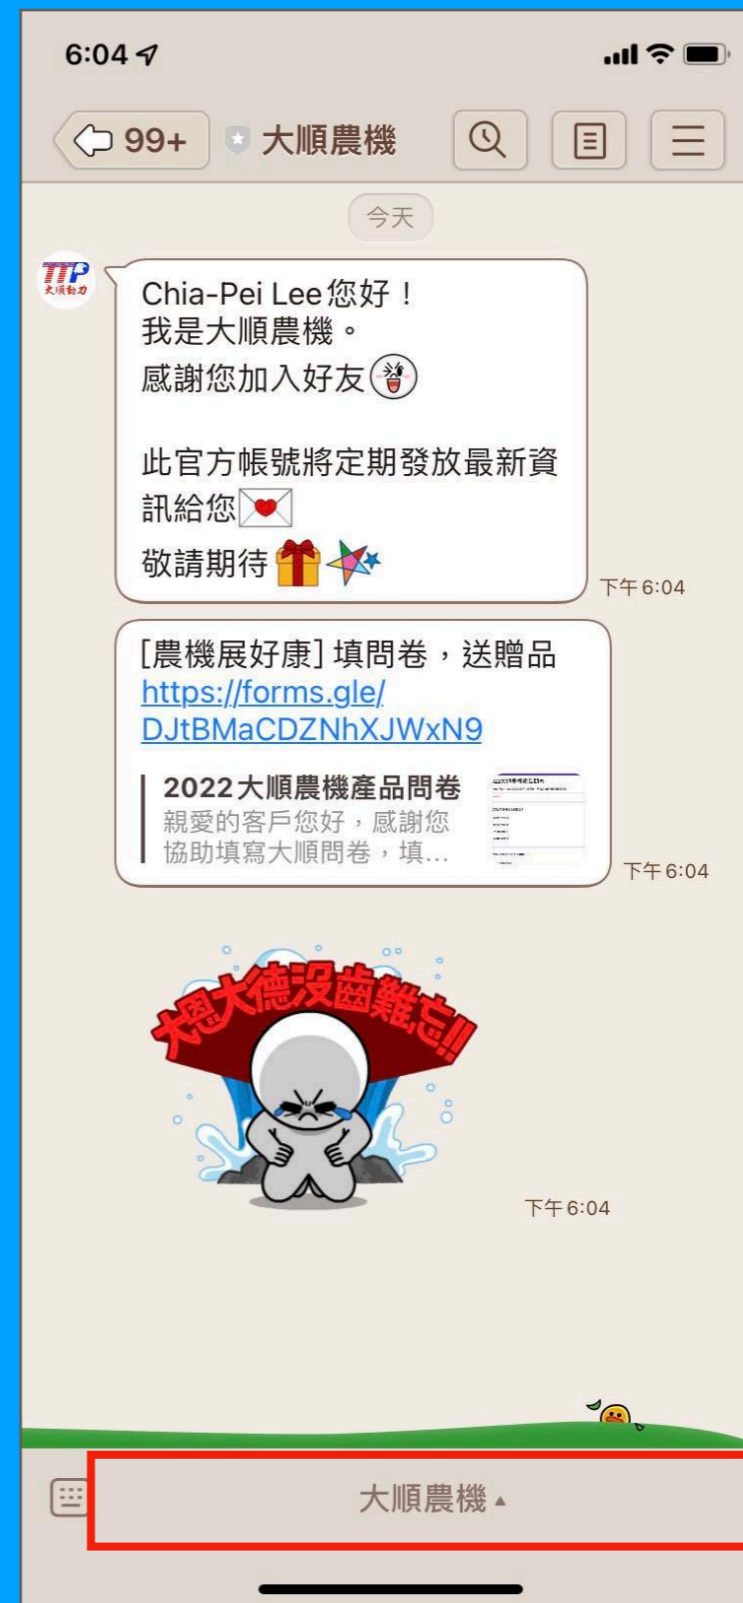 6:04
99+ 大順農機
今天
TTP
大順動力
Chia-Pei Lee您好！
我是大順農機。
感謝您加入好友
此官方帳號將定期發放最新資
訊給您
敬請期待
下午6:04
[農機展好康] 填問卷，送贈品
https://forms.gle/
DJtBMaCDZNhXJWxN9
2022大順農機產品問卷
親愛的客戶您好，感謝您
協助填寫大順問卷，填...
下午6:04
大恩大德沒齒難忘!!
下午6:04
大順農機▲